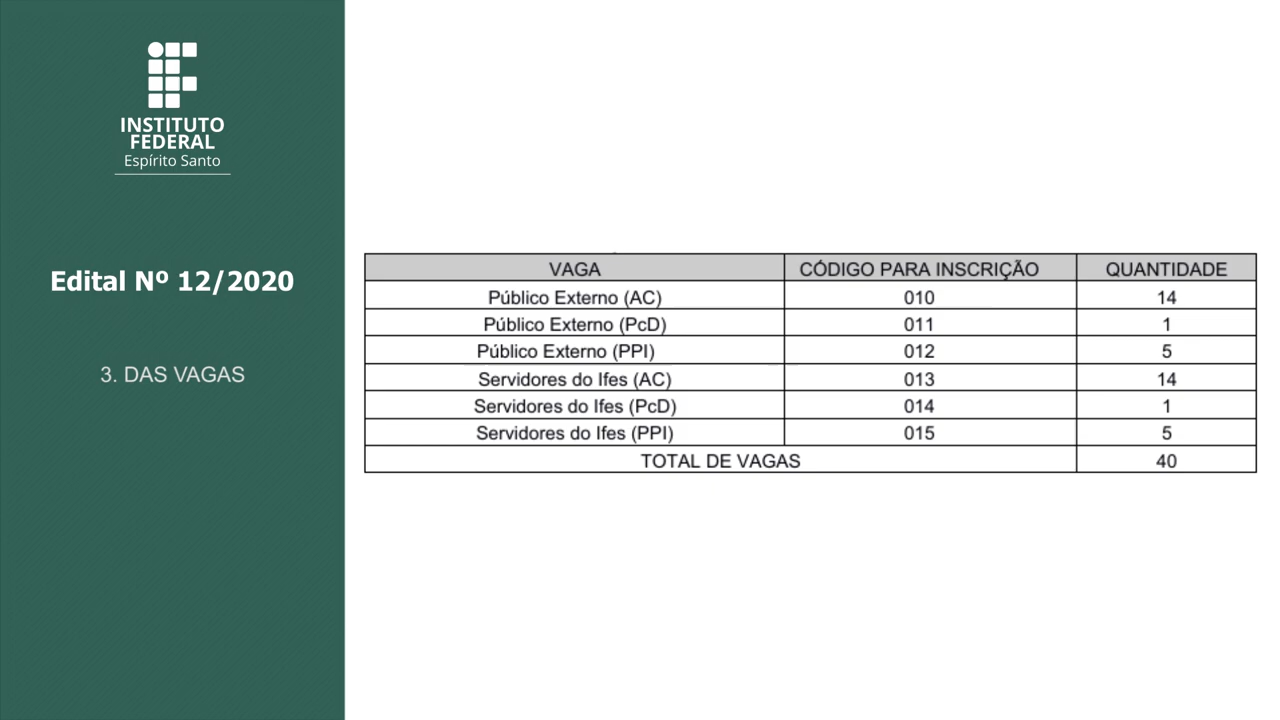 INSTITUTO
FEDERAL
Espírito Santo
Edital Nº 12/2020
3. DAS VAGAS
VAGA CÓDIGO PARA INSCRIÇÃO QUANTIDADE
Público Externo (AC) 010 14
Público Externo (PcD) 011 1
Público Externo (PPI) 012 5
Servidores do Ifes (AC) 013 14
Servidores do Ifes (PcD) 014 1
Servidores do Ifes (PPI) 015 5
TOTAL DE VAGAS 40